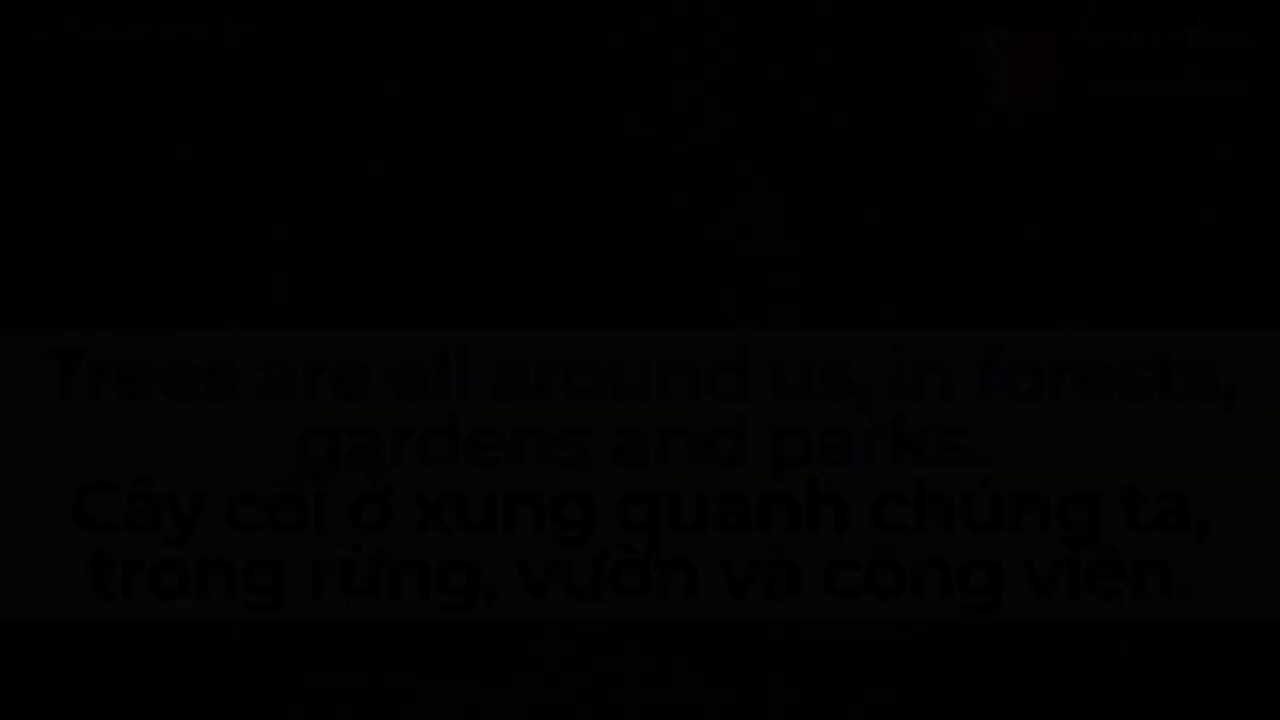 Trees are all around us, in forests,
gardens and parks.
Cây cối ở xung quanh chúng ta,
trong rừng, vườn và công viên.